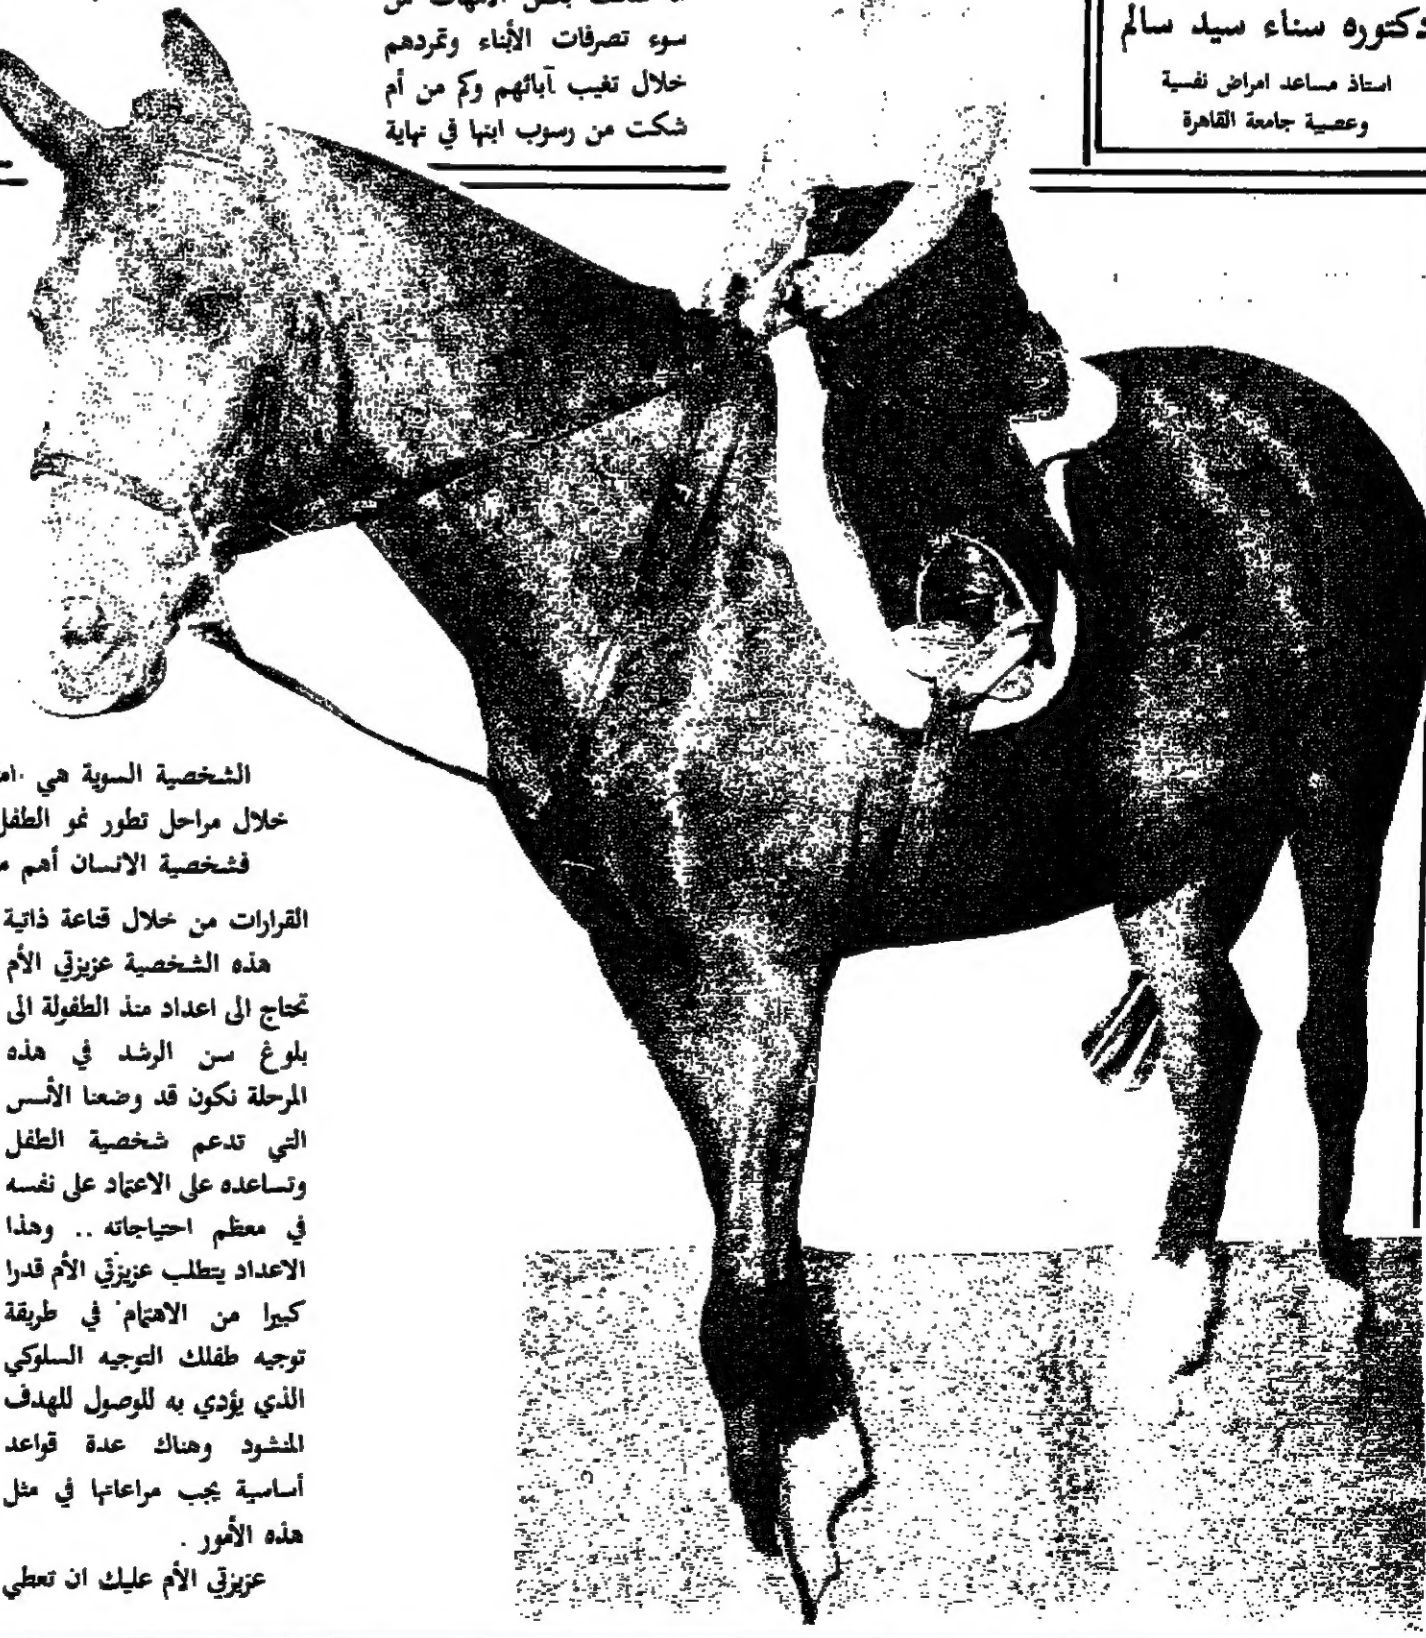 دكتوره سناء سيد سالم
استاذ مساعد امراض نفسية
وعصبية جامعة القاهرة
سوء تصرفات الأبناء وتمردهم
خلال تغيب آبائهم وكم من أم
شكت من رسوب ابنها في نهاية
الشخصية السوية هي
خلال مراحل تطور نمو الطفل
فشخصية الانسان أهم
القرارات من خلال قناعة ذاتية
هذه الشخصية عزيزتي الأم
تحتاج الى اعداد منذ الطفولة الى
بلوغ سن الرشد في هذه
المرحلة نكون قد وضعنا الأسس
التي تدعم شخصية الطفل
وتساعده على الاعتماد على نفسه
في معظم احتياجاته .. وهذا
الاعداد يتطلب عزيزتي الأم قدرا
كبيرا من الاهتمام في طريقة
توجيه طفلك التوجيه السلوكي
الذي يؤدي به للوصول للهدف
المنشود وهناك عدة قواعد
أساسية يجب مراعاتها في مثل
هذه الأمور .
عزيزتي الأم عليك ان تعطي